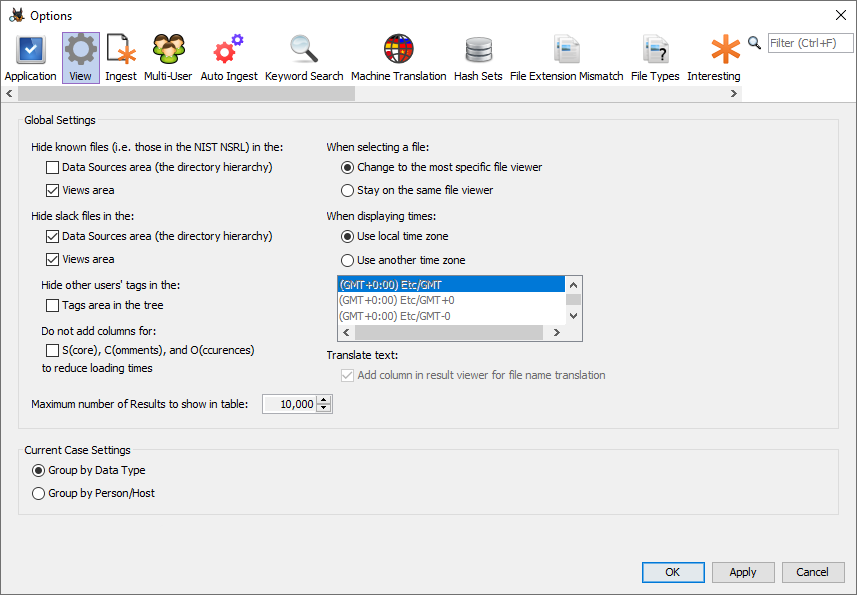 Options
Application
View
Ingest
Multi-User
Auto Ingest
Keyword Search
Machine Translation
Hash Sets
File Extension Mismatch
File Types
Interesting
Filter (Ctrl+F)
Global Settings
Hide known files (i.e. those in the NIST NSRL) in the:
Data Sources area (the directory hierarchy)
Views area
Hide slack files in the:
Data Sources area (the directory hierarchy)
Views area
Hide other users' tags in the:
Tags area in the tree
Do not add columns for:
S(core), C(omments), and O(ccurences)
to reduce loading times
Maximum number of Results to show in table:
10,000
When selecting a file:
Change to the most specific file viewer
Stay on the same file viewer
When displaying times:
Use local time zone
Use another time zone
(GMT+0:00) Etc/GMT
(GMT+0:00) Etc/GMT+0
(GMT+0:00) Etc/GMT-0
Translate text:
Add column in result viewer for file name translation
Current Case Settings
Group by Data Type
Group by Person/Host
OK
Apply
Cancel